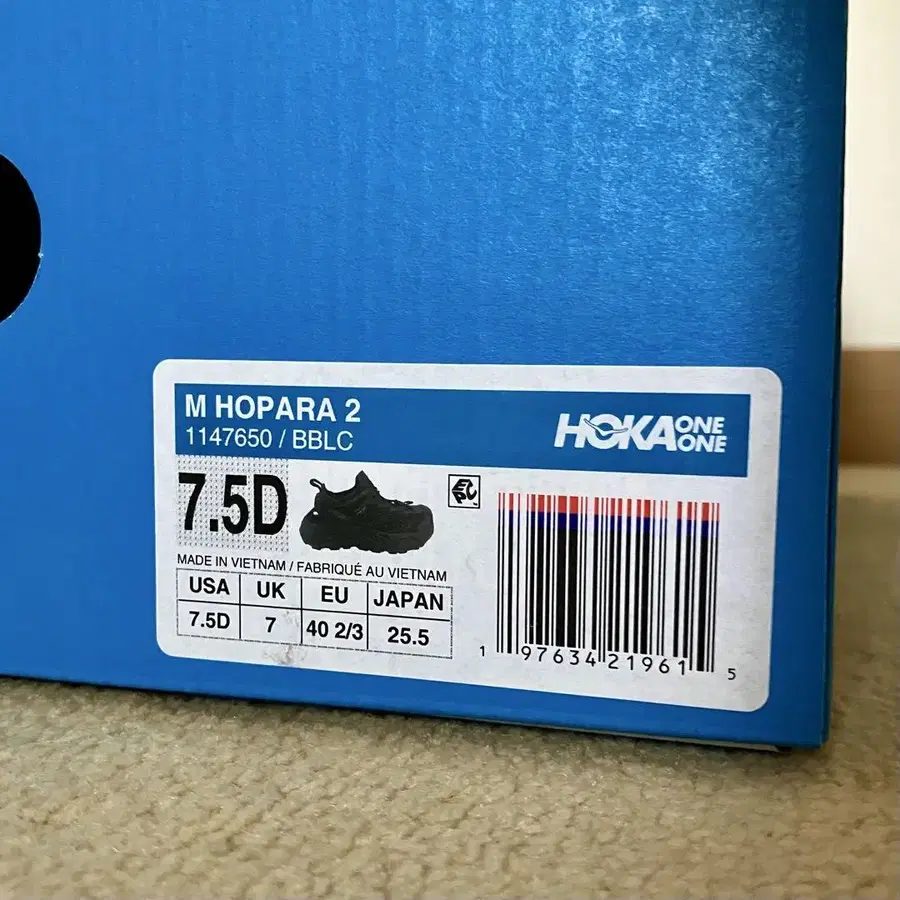 M HOPARA 2
1147650 / BBLC
HOKA ONE ONE
7.5D
MADE IN VIETNAM / FABRIQUÉ AU VIETNAM
USA UK EU JAPAN
7.5D 7 40 2/3 25.5
1 97634 21961 5